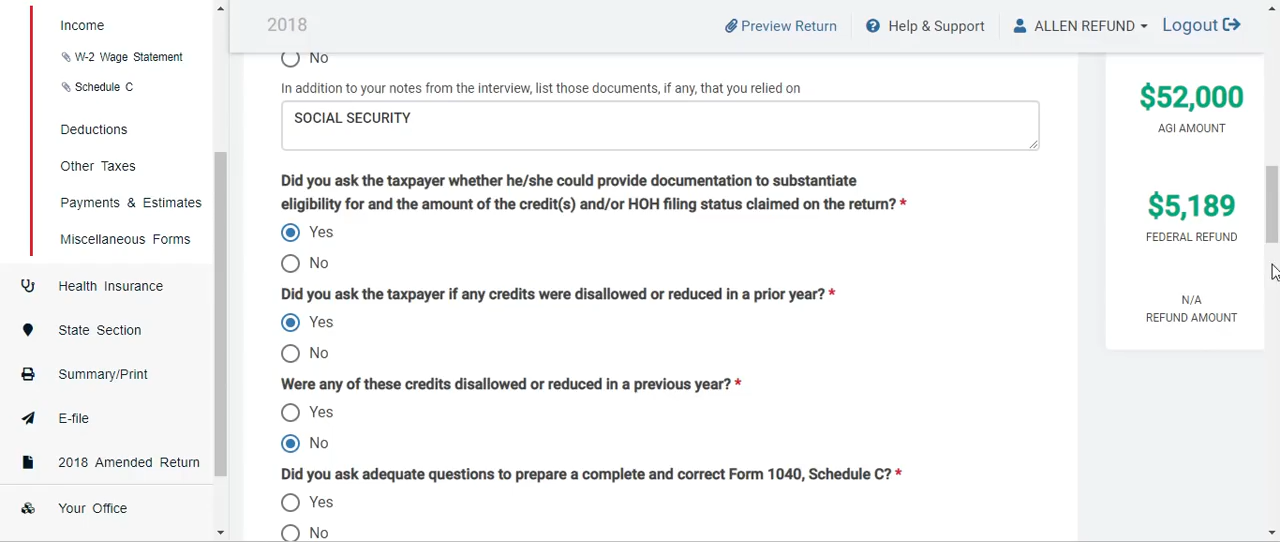 Income
W-2 Wage Statement
Schedule C
Deductions
Other Taxes
Payments & Estimates
Miscellaneous Forms
Health Insurance
State Section
Summary/Print
E-file
2018 Amended Return
Your Office
2018
Preview Return
Help & Support
ALLEN REFUND
Logout
No
In addition to your notes from the interview, list those documents, if any, that you relied on
SOCIAL SECURITY
Did you ask the taxpayer whether he/she could provide documentation to substantiate
eligibility for and the amount of the credit(s) and/or HOH filing status claimed on the return? *
Yes
No
Did you ask the taxpayer if any credits were disallowed or reduced in a prior year? *
Yes
No
Were any of these credits disallowed or reduced in a previous year? *
Yes
No
Did you ask adequate questions to prepare a complete and correct Form 1040, Schedule C? *
Yes
No
$52,000
AGI AMOUNT
$5,189
FEDERAL REFUND
N/A
REFUND AMOUNT